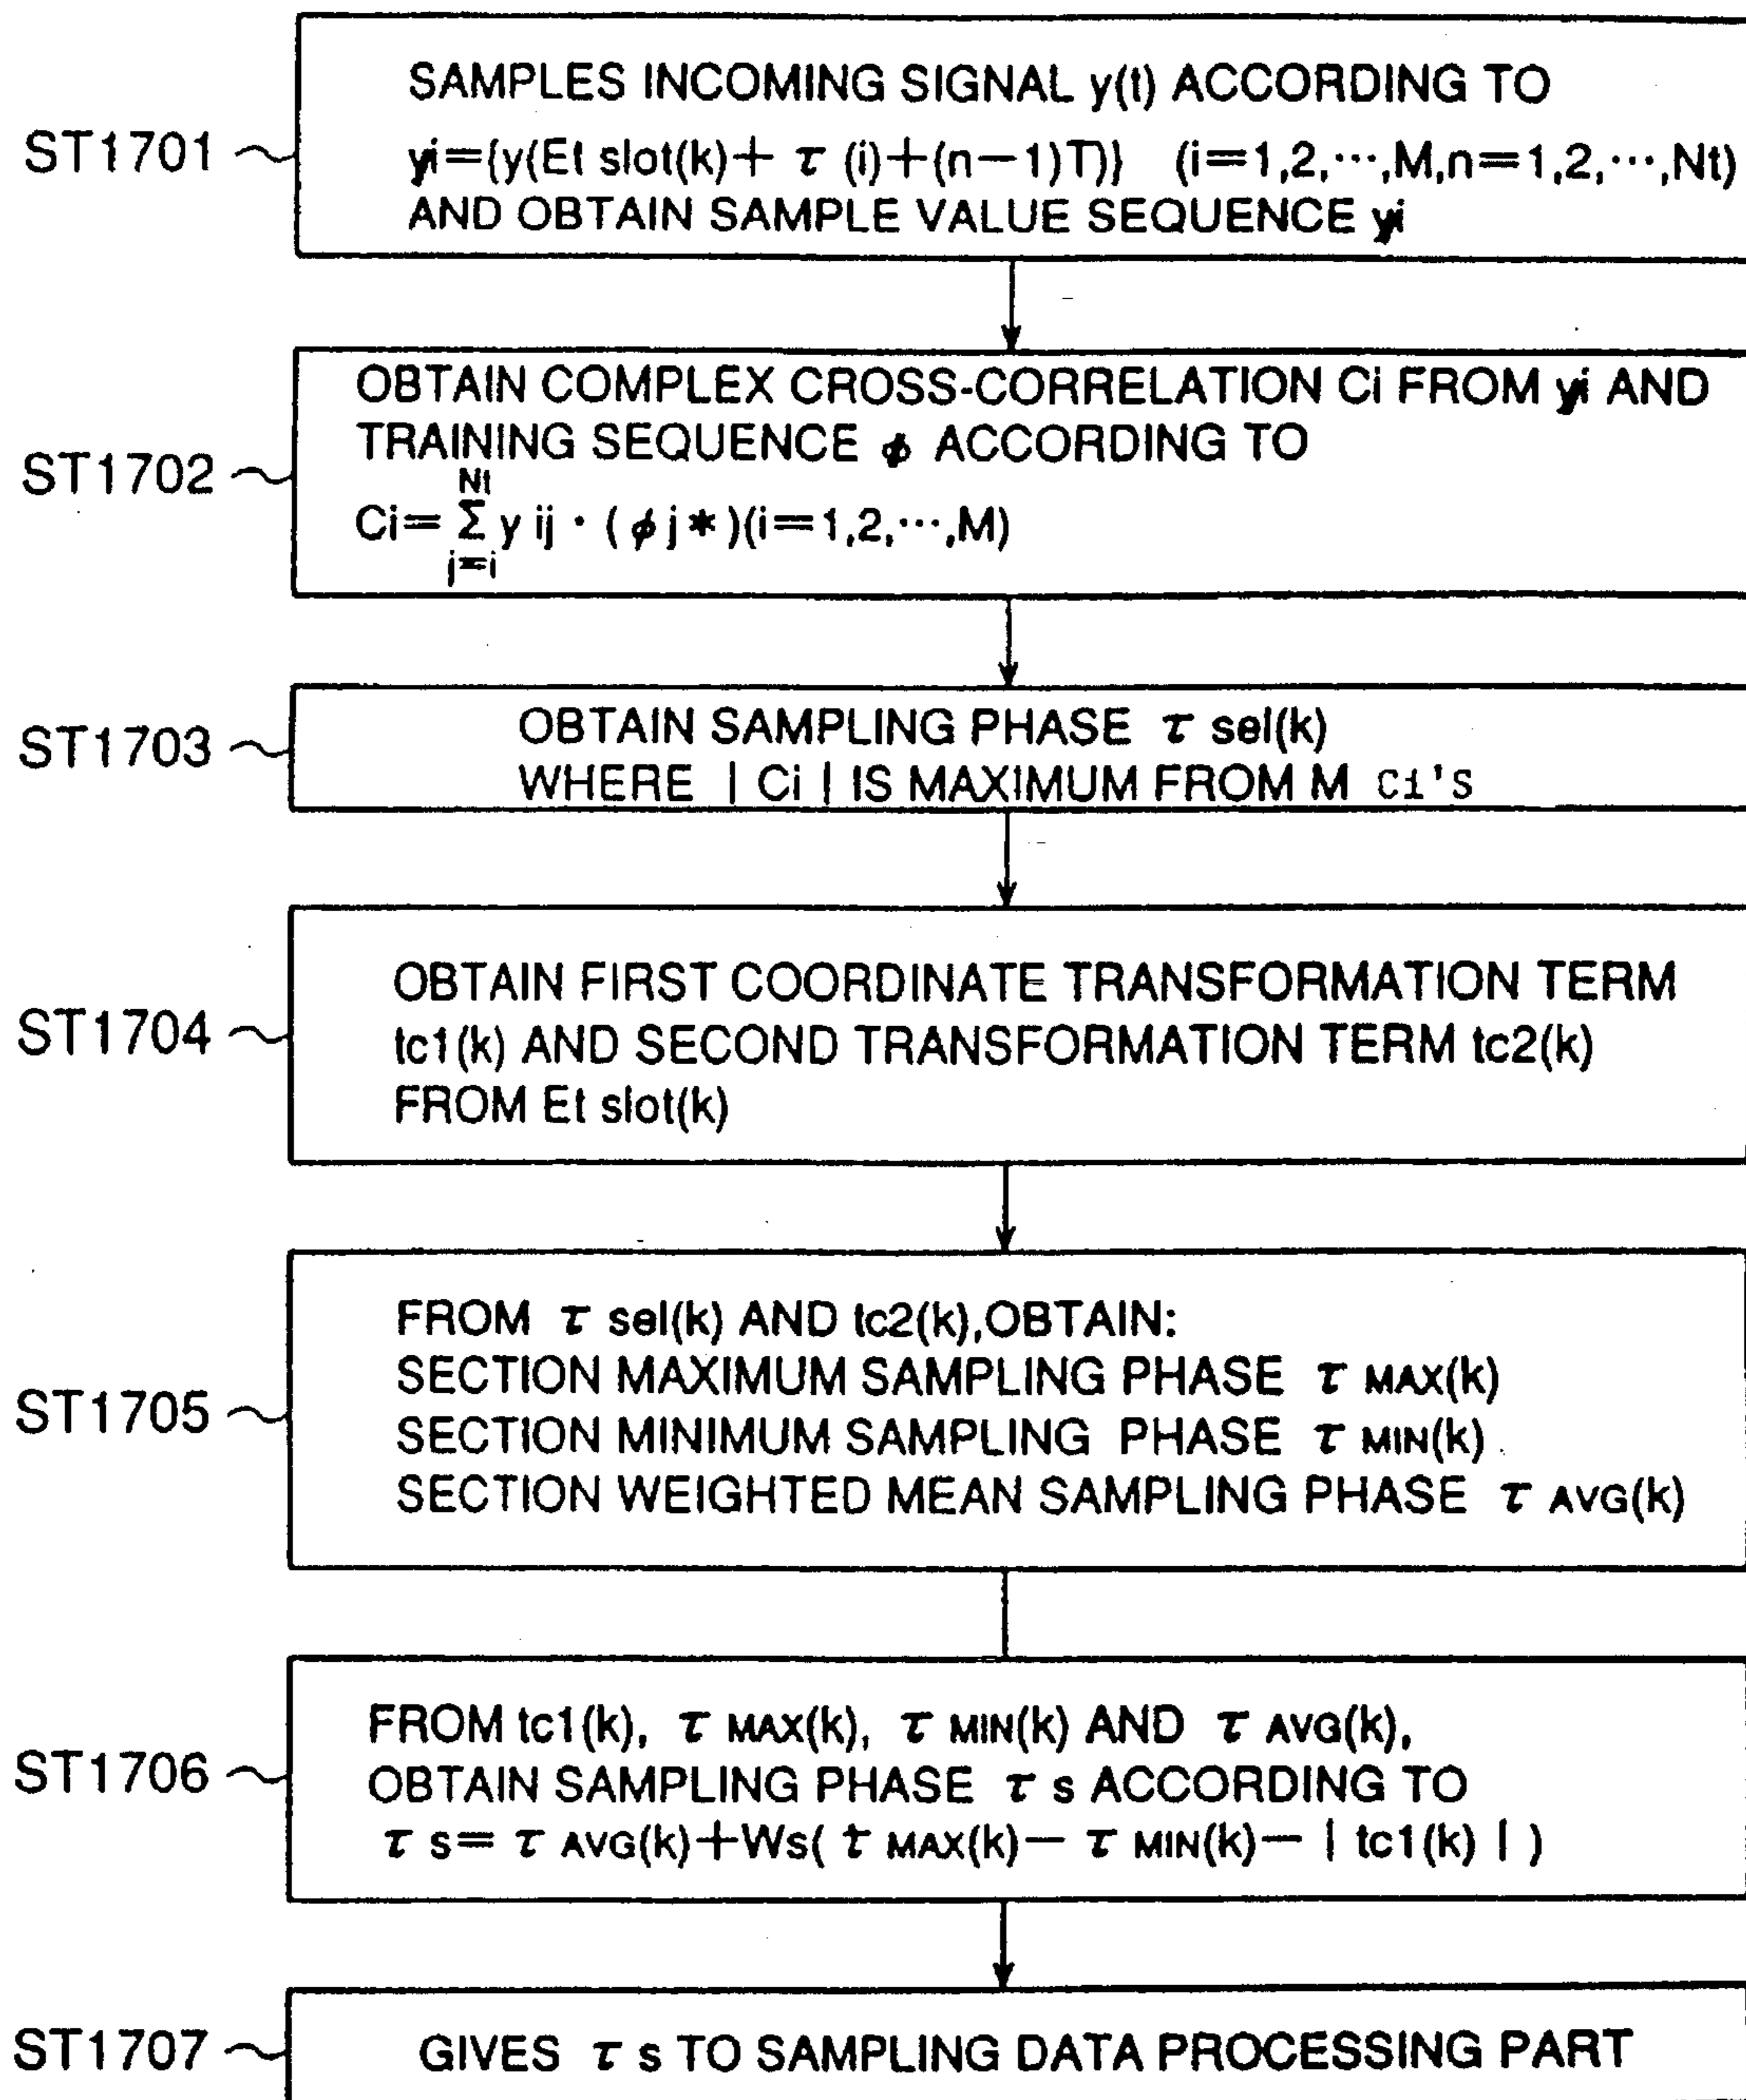 ST1701
SAMPLES INCOMING SIGNAL y(t) ACCORDING TO
yi={y(Et slot(k)+ τ (i)+(n−1)T)} (i=1,2,⋯,M,n=1,2,⋯,Nt)
AND OBTAIN SAMPLE VALUE SEQUENCE yi
ST1702
OBTAIN COMPLEX CROSS-CORRELATION Ci FROM yi AND
TRAINING SEQUENCE ϕ ACCORDING TO
Nt
Ci= Σ y ij · ( ϕ j * )(i=1,2,⋯,M)
j=i
ST1703
OBTAIN SAMPLING PHASE τ sel(k)
WHERE | Ci | IS MAXIMUM FROM M Ci'S
ST1704
OBTAIN FIRST COORDINATE TRANSFORMATION TERM
tc1(k) AND SECOND TRANSFORMATION TERM tc2(k)
FROM Et slot(k)
ST1705
FROM τ sel(k) AND tc2(k),OBTAIN:
SECTION MAXIMUM SAMPLING PHASE τ MAX(k)
SECTION MINIMUM SAMPLING PHASE τ MIN(k)
SECTION WEIGHTED MEAN SAMPLING PHASE τ AVG(k)
ST1706
FROM tc1(k), τ MAX(k), τ MIN(k) AND τ AVG(k),
OBTAIN SAMPLING PHASE τ s ACCORDING TO
τ s= τ AVG(k)+Ws( t MAX(k)− τ MIN(k)− | tc1(k) | )
ST1707
GIVES τ s TO SAMPLING DATA PROCESSING PART